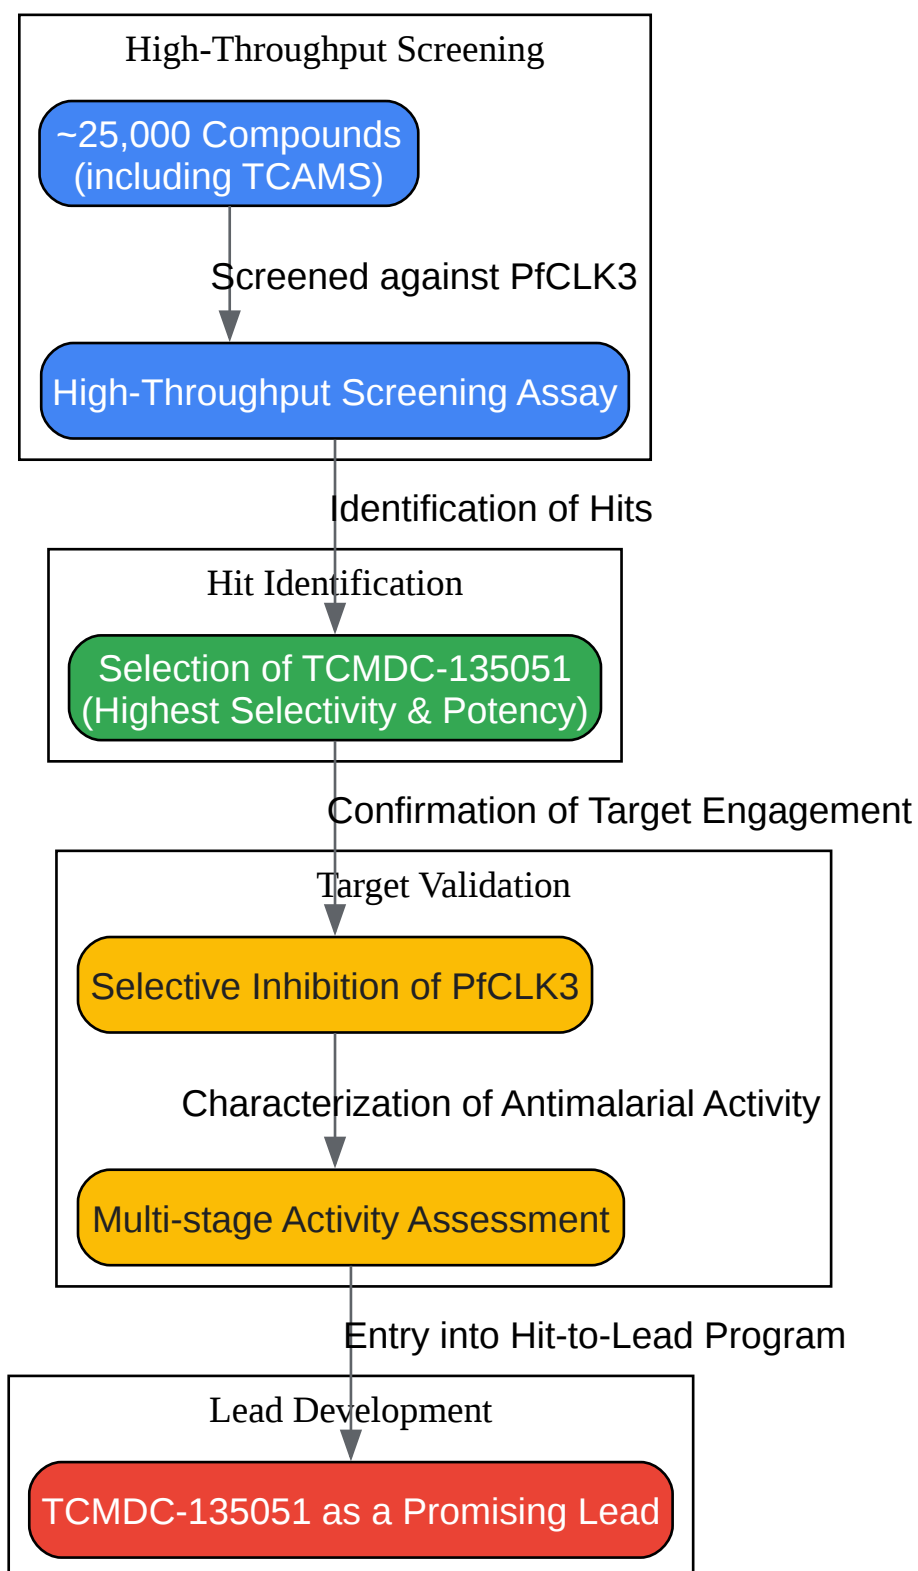 High-Throughput Screening
~25,000 Compounds
(including TCAMS)
Screened against PfCLK3
High-Throughput Screening Assay
Identification of Hits
Hit Identification
Selection of TCMDC-135051
(Highest Selectivity & Potency)
Confirmation of Target Engagement
Target Validation
Selective Inhibition of PfCLK3
Characterization of Antimalarial Activity
Multi-stage Activity Assessment
Entry into Hit-to-Lead Program
Lead Development
TCMDC-135051 as a Promising Lead